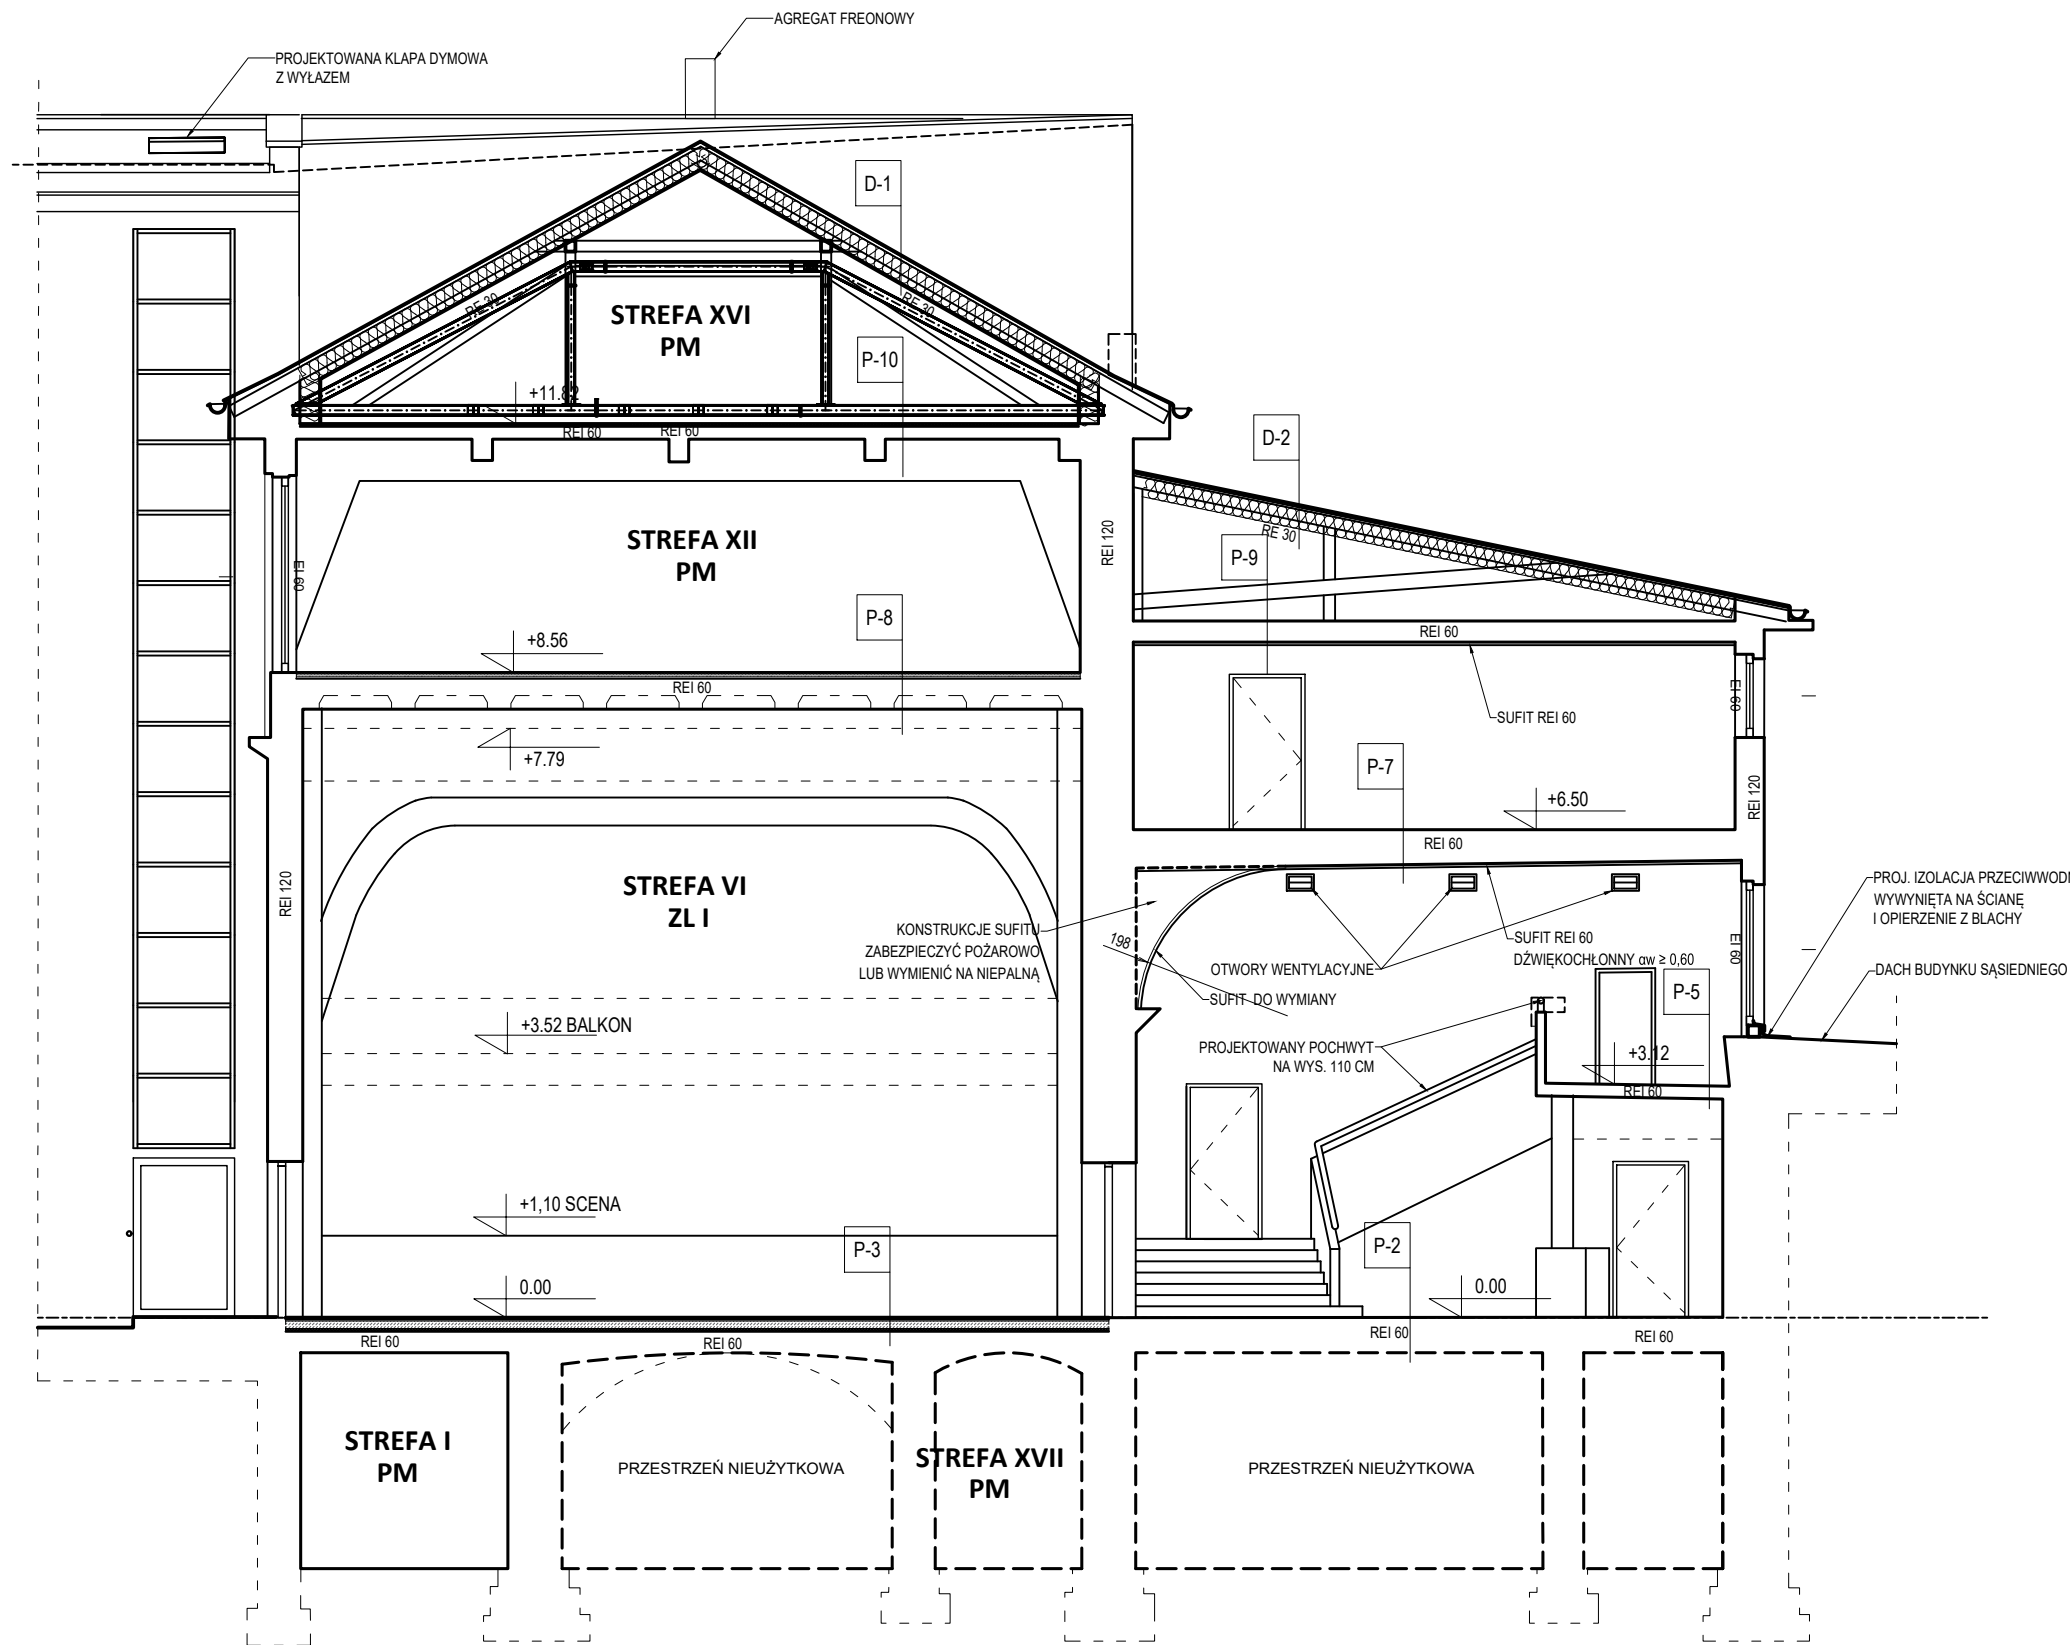 AGREGAT FREONOWY
PROJEKTOWANA KLAPA DYMOWA
Z WYŁAZEM
D-1
RE 30
RE 30
STREFA XVI
PM
P-10
+11.82
REI 60
REI 60
D-2
STREFA XII
PM
EI 60
REI 120
RE 30
P-9
P-8
+8.56
REI 60
REI 60
SUFIT REI 60
EI 60
+7.79
P-7
+6.50
REI 120
REI 60
STREFA VI
ZL I
REI 120
KONSTRUKCJE SUFITU
ZABEZPIECZYĆ POŻAROWO
LUB WYMIENIĆ NA NIEPALNĄ
198
OTWORY WENTYLACYJNE
SUFIT DO WYMIANY
SUFIT REI 60
DŹWIĘKOCHŁONNY αw ≥ 0,60
EI 60
PROJ. IZOLACJA PRZECIWWODN
WYWYNIĘTA NA ŚCIANĘ
I OPIERZENIE Z BLACHY
DACH BUDYNKU SĄSIEDNIEGO
P-5
+3.52 BALKON
PROJEKTOWANY POCHWYT
NA WYS. 110 CM
+3.12
REI 60
+1,10 SCENA
P-3
P-2
0.00
0.00
REI 60
REI 60
REI 60
REI 60
STREFA I
PM
PRZESTRZEŃ NIEUŻYTKOWA
STREFA XVII
PM
PRZESTRZEŃ NIEUŻYTKOWA